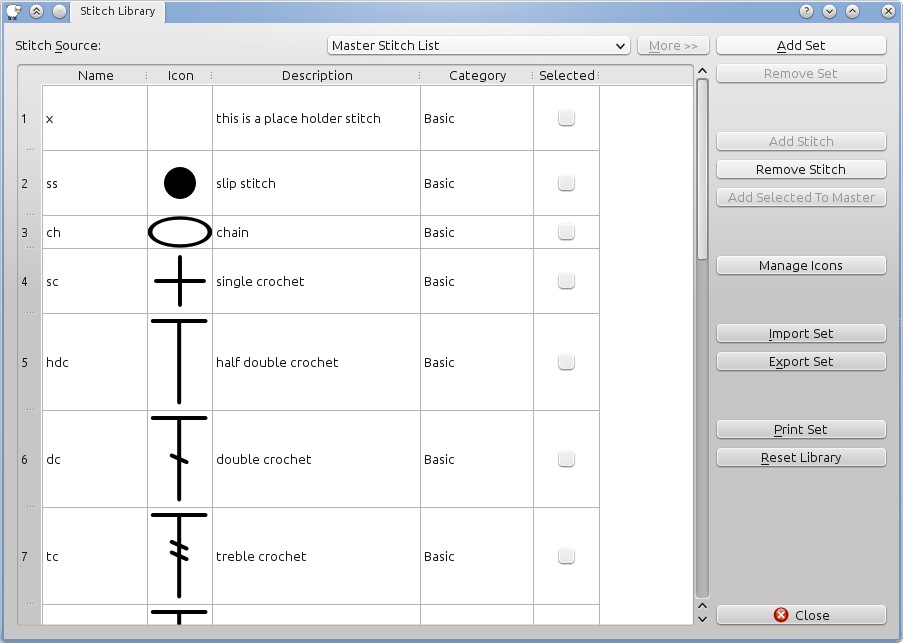 Stitch Library
Stitch Source:
Master Stitch List
More >>
Add Set
Name Icon Description Category Selected
Remove Set
1 x this is a place holder stitch Basic
Add Stitch
Remove Stitch
2 ss slip stitch Basic
Add Selected To Master
3 ch chain Basic
Manage Icons
4 sc single crochet Basic
Import Set
5 hdc half double crochet Basic
Export Set
Print Set
6 dc double crochet Basic
Reset Library
7 tc treble crochet Basic
Close